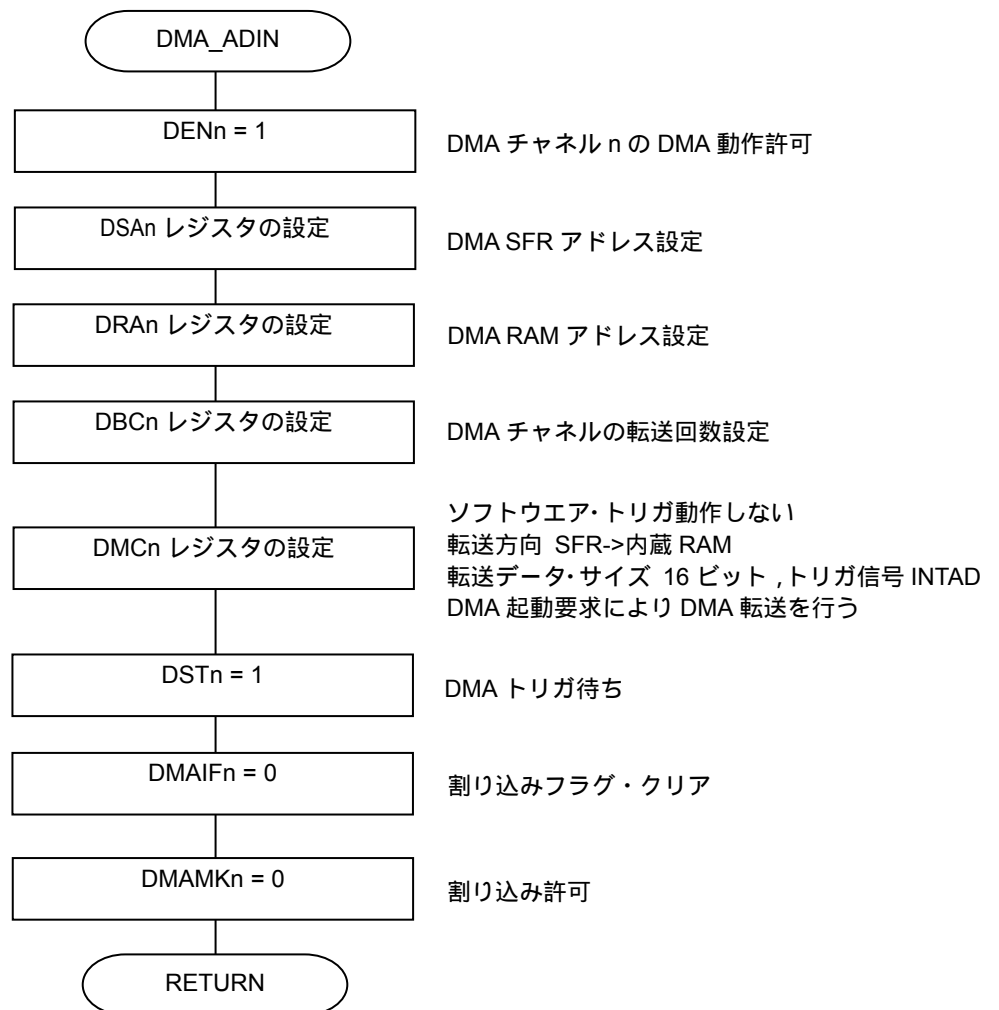 DMA_ADIN
DENn = 1
DMA チャネル n の DMA 動作許可
DSAn レジスタの設定
DMA SFR アドレス設定
DRAn レジスタの設定
DMA RAM アドレス設定
DBCn レジスタの設定
DMA チャネルの転送回数設定
DMCn レジスタの設定
ソフトウエア・トリガ動作しない
転送方向 SFR->内蔵 RAM
転送データ・サイズ 16 ビット , トリガ信号 INTAD
DMA 起動要求により DMA 転送を行う
DSTn = 1
DMA トリガ待ち
DMAIFn = 0
割り込みフラグ・クリア
DMAMKn = 0
割り込み許可
RETURN